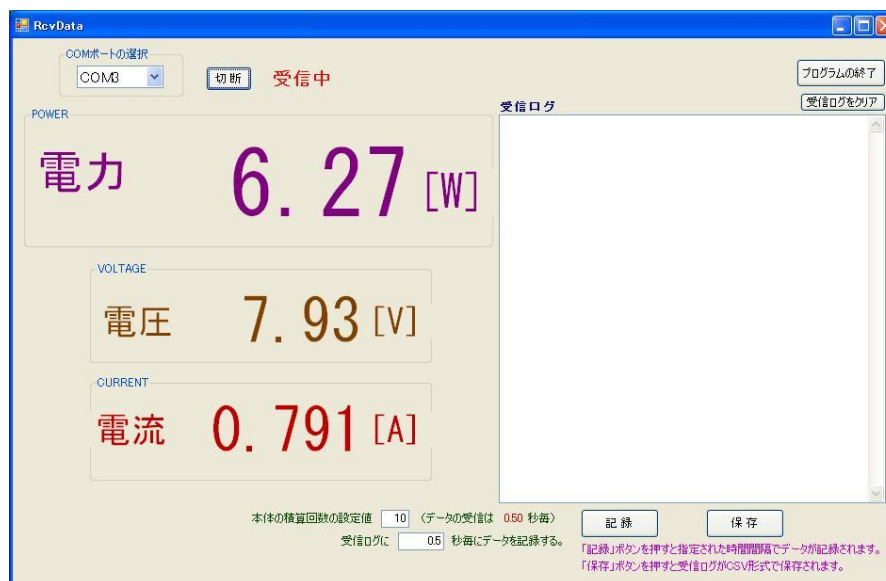 RcvData
COMポートの選択
COM3
切断
受信中
プログラムの終了
受信ログをクリア
受信ログ
POWER
電力 6.27 [W]
VOLTAGE
電圧 7.93 [V]
CURRENT
電流 0.791 [A]
本体の積算回数の設定値 10 (データの受信は 0.50 秒毎)
受信ログに 0.5 秒毎にデータを記録する。
記録
保存
「記録」ボタンを押すと指定された時間間隔でデータが記録されます。
「保存」ボタンを押すと受信ログがCSV形式で保存されます。